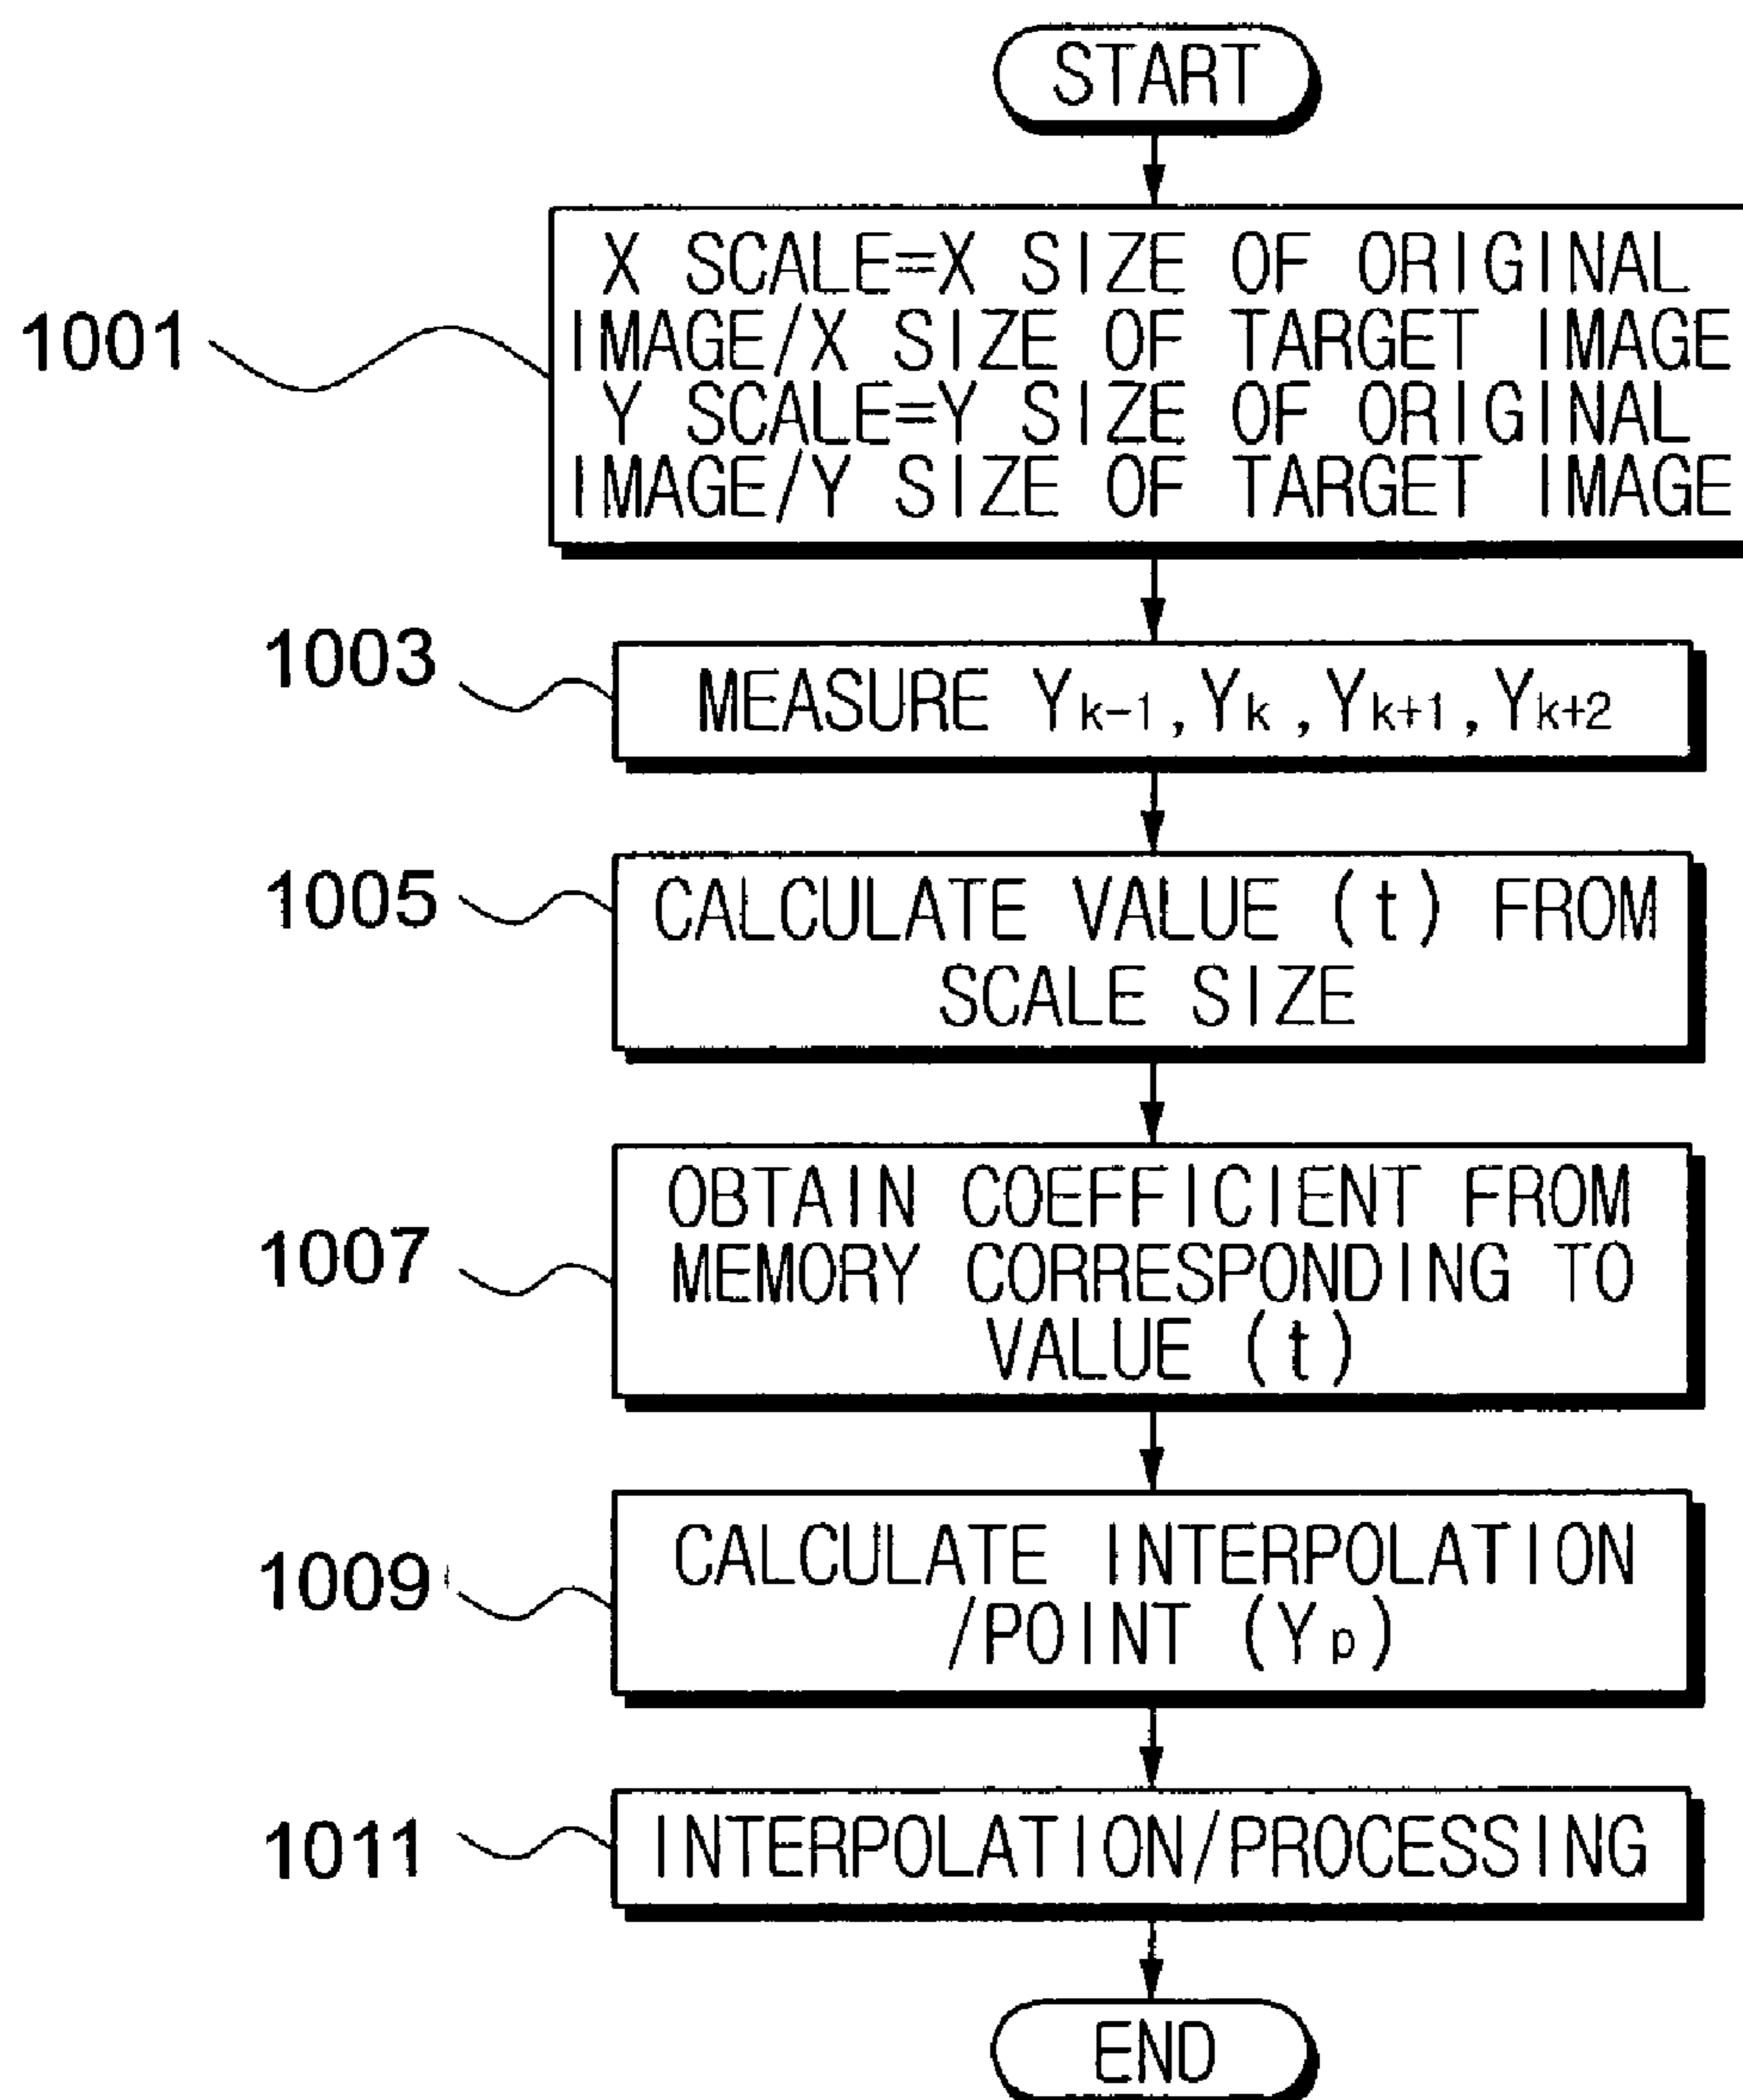 START
1001
X SCALE=X SIZE OF ORIGINAL
IMAGE/X SIZE OF TARGET IMAGE
Y SCALE=Y SIZE OF ORIGINAL
IMAGE/Y SIZE OF TARGET IMAGE
1003
MEASURE Yk-1,Yk,Yk+1,Yk+2
1005
CALCULATE VALUE (t) FROM
SCALE SIZE
1007
OBTAIN COEFFICIENT FROM
MEMORY CORRESPONDING TO
VALUE (t)
1009
CALCULATE INTERPOLATION
/POINT (Yp)
1011
INTERPOLATION/PROCESSING
END